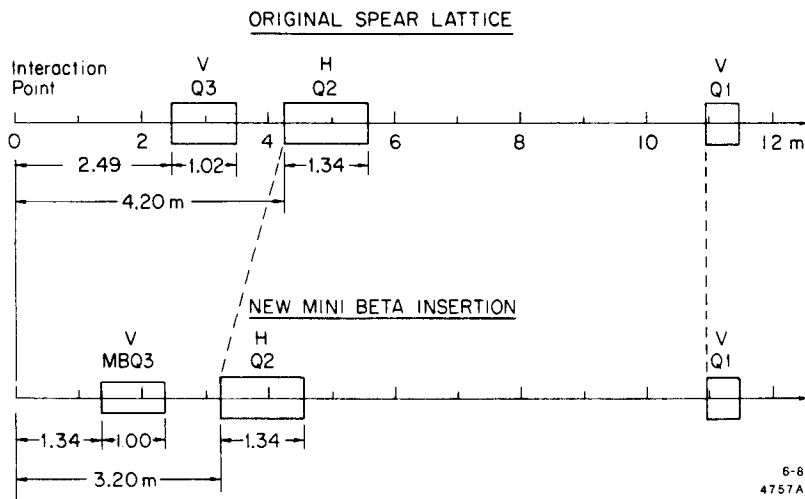 ORIGINAL SPEAR LATTICE
Interaction
Point
V
Q3
H
Q2
V
Q1
0 2 4 6 8 10 12 m
2.49
1.02
1.34
4.20 m
NEW MINI BETA INSERTION
V
MBQ3
H
Q2
V
Q1
1.34
1.00
1.34
3.20 m
6-8
4757A